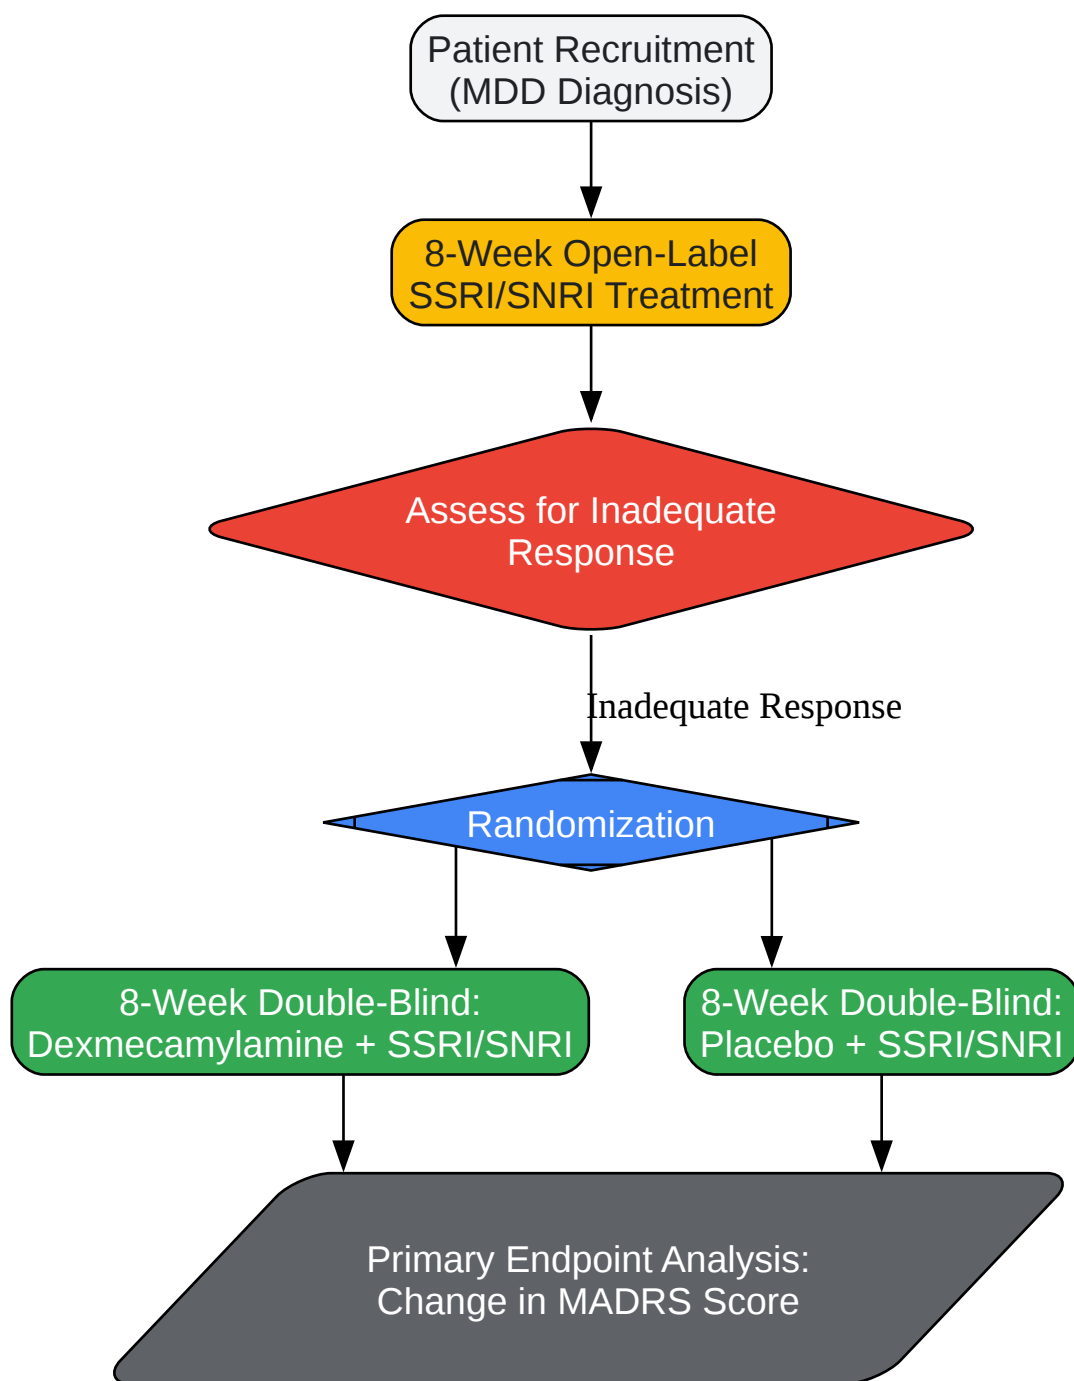 Patient Recruitment
(MDD Diagnosis)
8-Week Open-Label
SSRI/SNRI Treatment
Assess for Inadequate
Response
Inadequate Response
Randomization
8-Week Double-Blind:
Dexmecamylamine + SSRI/SNRI
8-Week Double-Blind:
Placebo + SSRI/SNRI
Primary Endpoint Analysis:
Change in MADRS Score